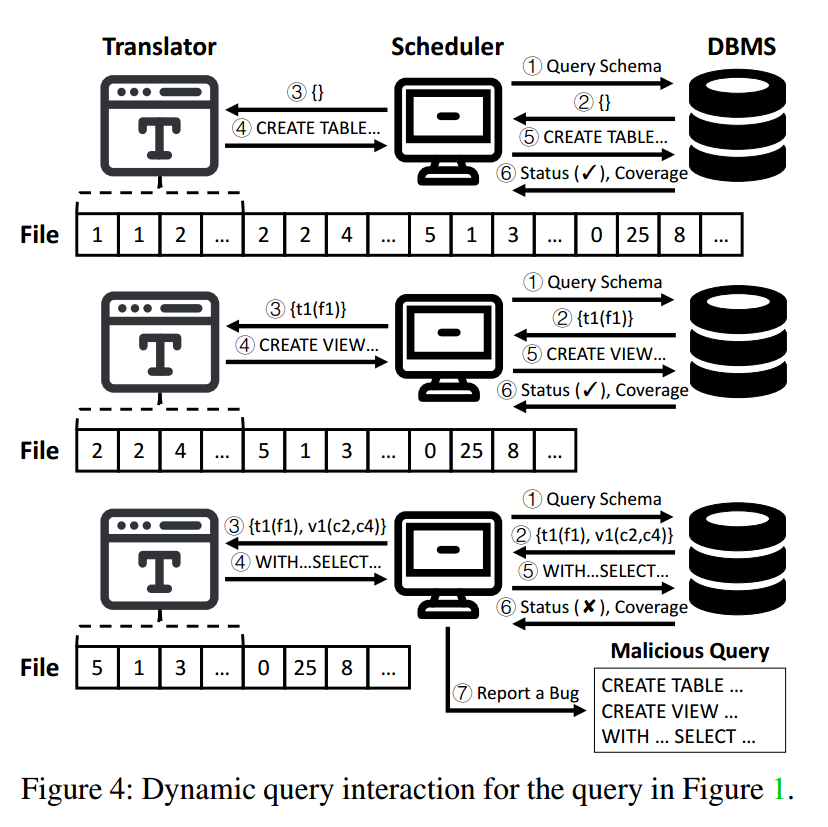 Translator Scheduler DBMS
① Query Schema
③ {} ② {}
④ CREATE TABLE... ⑤ CREATE TABLE...
⑥ Status (✓), Coverage
T
File 1 1 2 ... 2 2 4 ... 5 1 3 ... 0 25 8 ...
① Query Schema
③ {t1(f1)} ② {t1(f1)}
④ CREATE VIEW... ⑤ CREATE VIEW...
⑥ Status (✓), Coverage
T
File 2 2 4 ... 5 1 3 ... 0 25 8 ...
① Query Schema
③ {t1(f1), v1(c2,c4)} ② {t1(f1), v1(c2,c4)}
④ WITH...SELECT... ⑤ WITH...SELECT...
⑥ Status (✘), Coverage
T
File 5 1 3 ... 0 25 8 ...
Malicious Query
⑦ Report a Bug
CREATE TABLE ...
CREATE VIEW ...
WITH ... SELECT ...
Figure 4: Dynamic query interaction for the query in Figure 1.